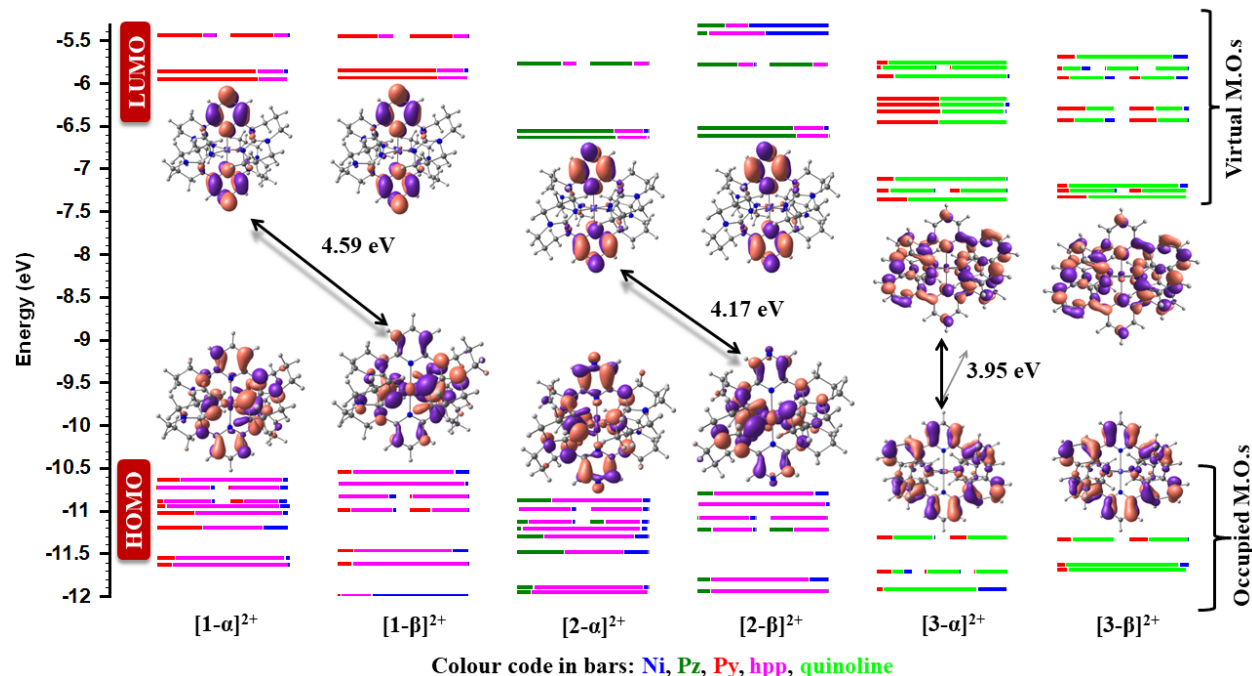 -5.5
-6
-6.5
-7
-7.5
-8
-8.5
-9
-9.5
-10
-10.5
-11
-11.5
-12
Energy (eV)
LUMO
HOMO
4.59 eV
4.17 eV
3.95 eV
Virtual M.O.s
Occupied M.O.s
[1-α]²⁺ [1-β]²⁺ [2-α]²⁺ [2-β]²⁺ [3-α]²⁺ [3-β]²⁺
Colour code in bars: Ni, Pz, Py, hpp, quinoline